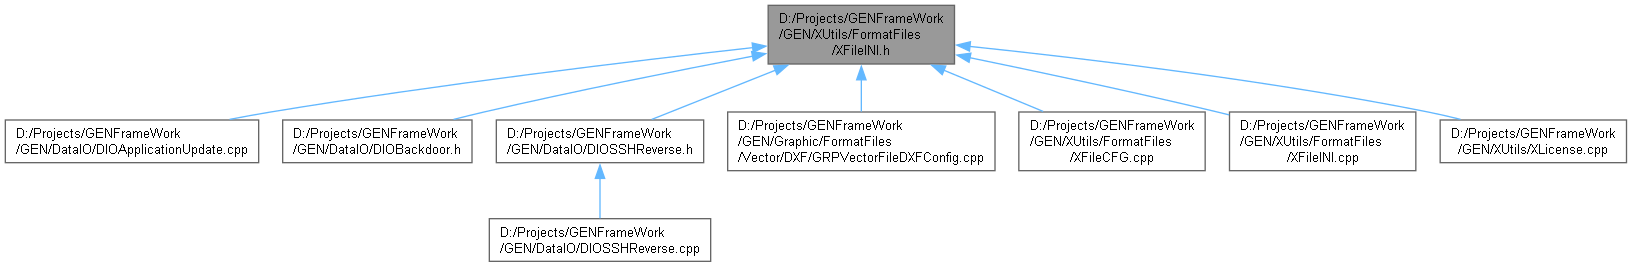 D:/Projects/GENFrameWork
/GEN/XUtils/FormatFiles
/XFileINI.h
D:/Projects/GENFrameWork
/GEN/DataIO/DIOApplicationUpdate.cpp
D:/Projects/GENFrameWork
/GEN/DataIO/DIOBackdoor.h
D:/Projects/GENFrameWork
/GEN/DataIO/DIOSSHReverse.h
D:/Projects/GENFrameWork
/GEN/Graphic/FormatFiles
/Vector/DXF/GRPVectorFileDXFConfig.cpp
D:/Projects/GENFrameWork
/GEN/XUtils/FormatFiles
/XFileCFG.cpp
D:/Projects/GENFrameWork
/GEN/XUtils/FormatFiles
/XFileINI.cpp
D:/Projects/GENFrameWork
/GEN/XUtils/XLicense.cpp
D:/Projects/GENFrameWork
/GEN/DataIO/DIOSSHReverse.cpp